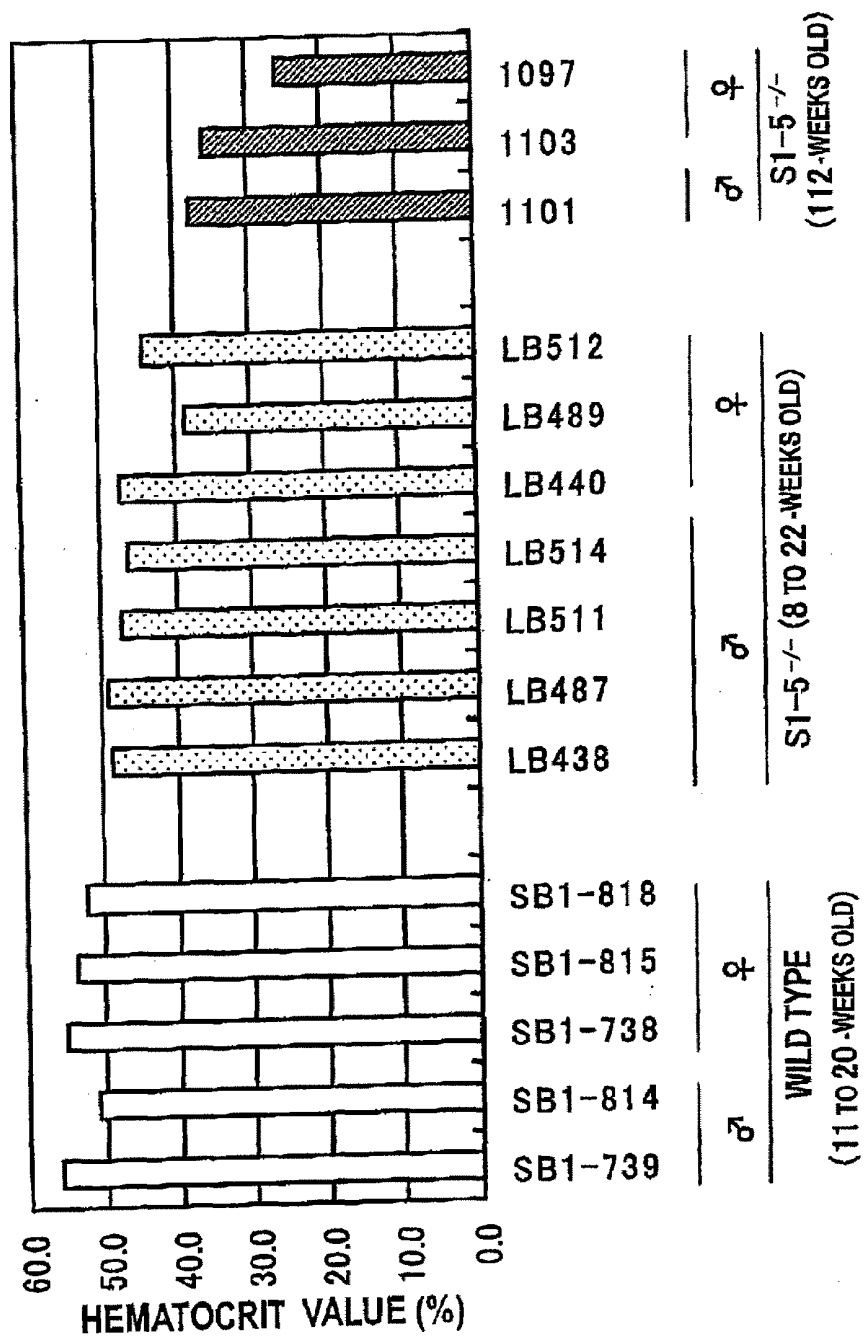 HEMATOCRIT VALUE (%)
60.0
50.0
40.0
30.0
20.0
10.0
0.0
SB1-739
SB1-814
SB1-738
SB1-815
SB1-818
LB438
LB487
LB511
LB514
LB440
LB489
LB512
1101
1103
1097
♂
♀
♂
♀
♂
♀
WILD TYPE
(11 TO 20-WEEKS OLD)
S1-5-/- (8 TO 22-WEEKS OLD)
S1-5-/-
(112-WEEKS OLD)